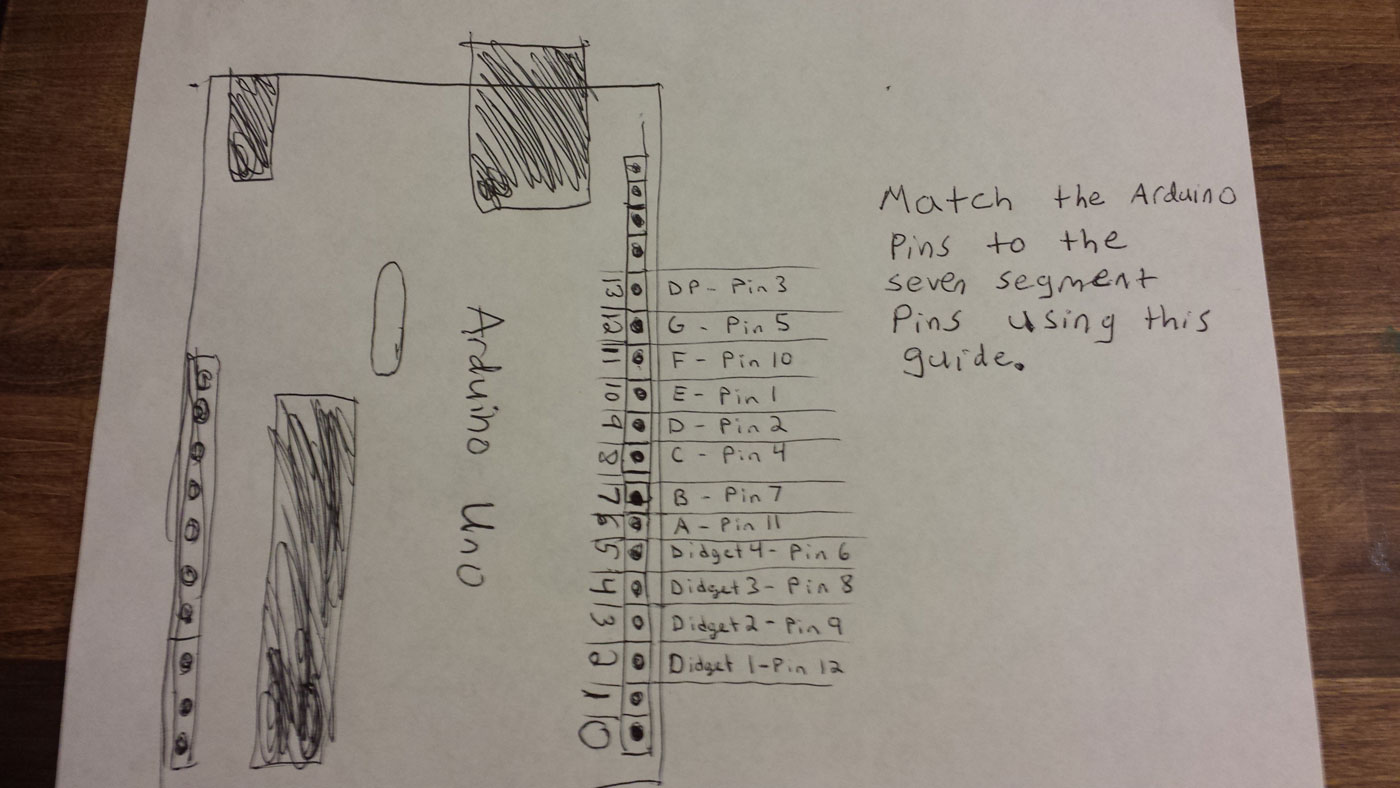 Match the Arduino
Pins to the
seven segment
Pins using this
guide.
Arduino Uno
13 DP - Pin 3
12 G - Pin 5
11 F - Pin 10
10 E - Pin 1
9 D - Pin 2
8 C - Pin 4
7 B - Pin 7
6 A - Pin 11
5 Didget 4 - Pin 6
4 Didget 3 - Pin 8
3 Didget 2 - Pin 9
2 Didget 1 - Pin 12
1
0